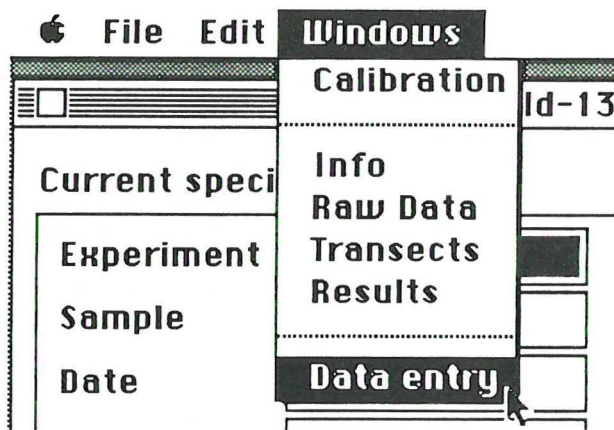 File Edit Windows
Calibration
ld-13
Info
Current speci
Raw Data
Experiment
Transects
Results
Sample
Date
Data entry